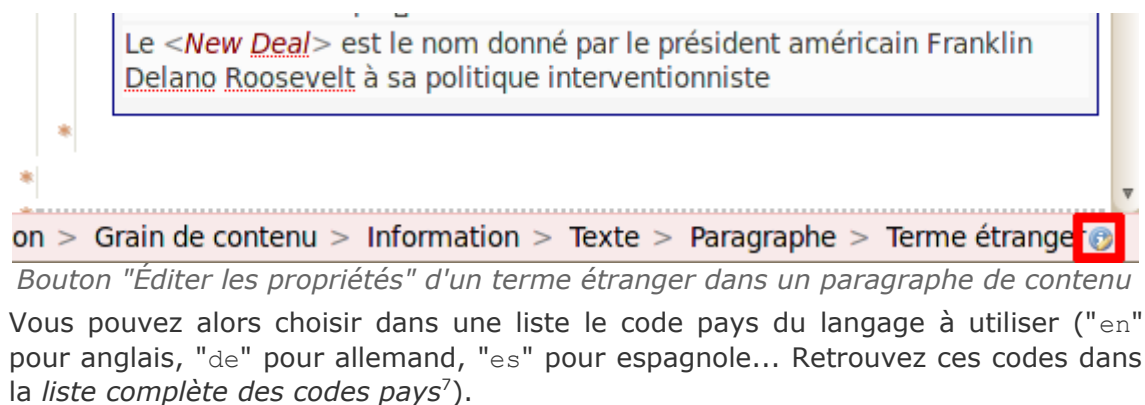 Le <New Deal> est le nom donné par le président américain Franklin
Delano Roosevelt à sa politique interventionniste
on > Grain de contenu > Information > Texte > Paragraphe > Terme étranger
Bouton "Éditer les propriétés" d'un terme étranger dans un paragraphe de contenu
Vous pouvez alors choisir dans une liste le code pays du langage à utiliser ("en"
pour anglais, "de" pour allemand, "es" pour espagnole... Retrouvez ces codes dans
la liste complète des codes pays⁷).